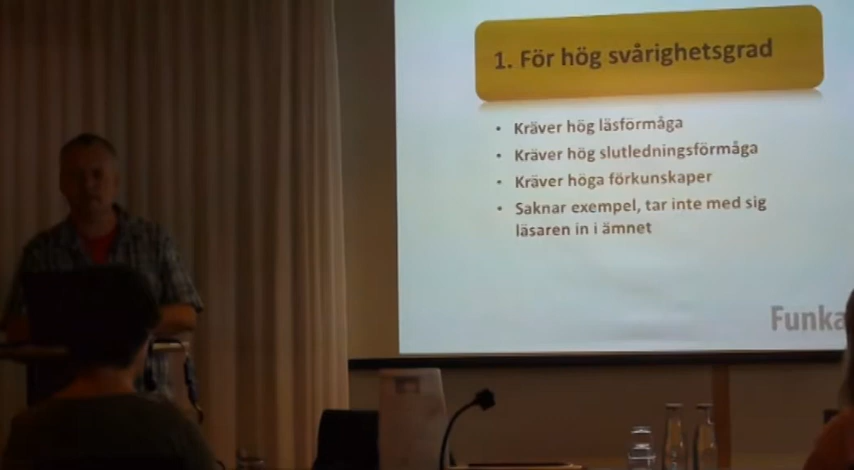 1. För hög svårighetsgrad
• Kräver hög läsförmåga
• Kräver hög slutledningsförmåga
• Kräver höga förkunskaper
• Saknar exempel, tar inte med sig
läsaren in i ämnet
Funka